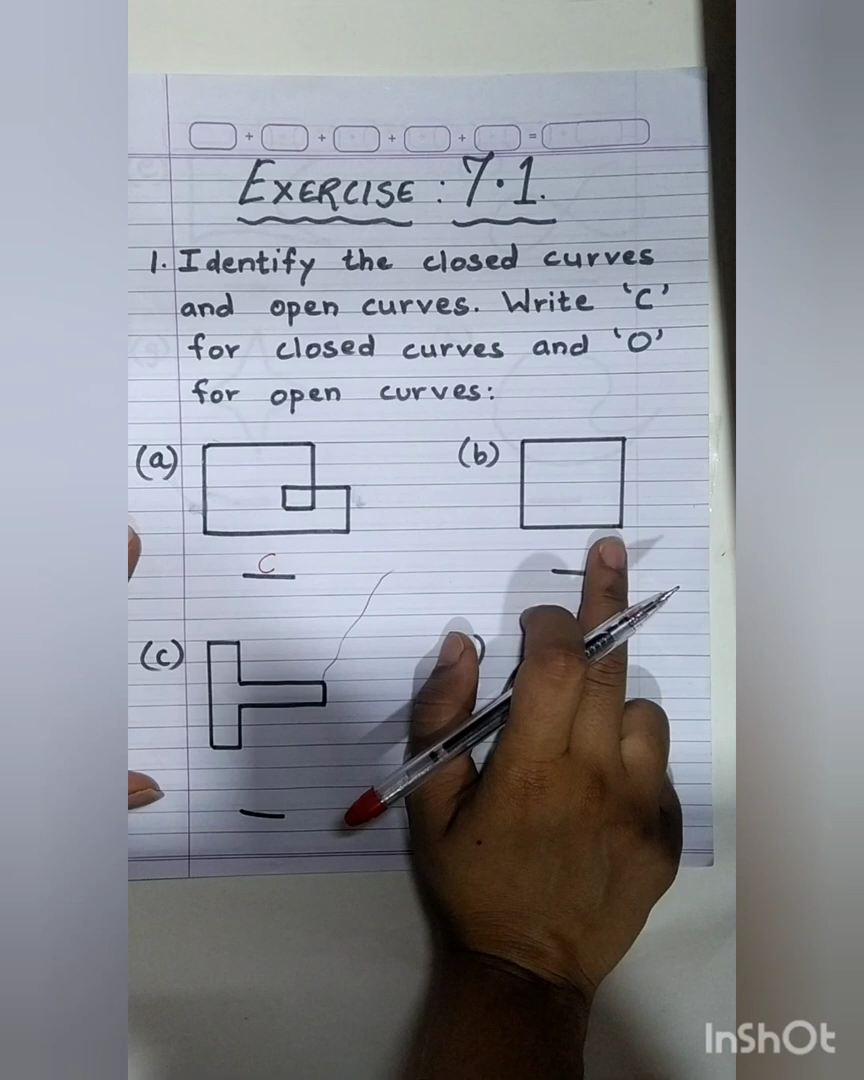 EXERCISE : 7.1.
1. Identify the closed curves
and open curves. Write 'C'
for closed curves and 'O'
for open curves:
(a) (b)
C
(c) )
InShOt